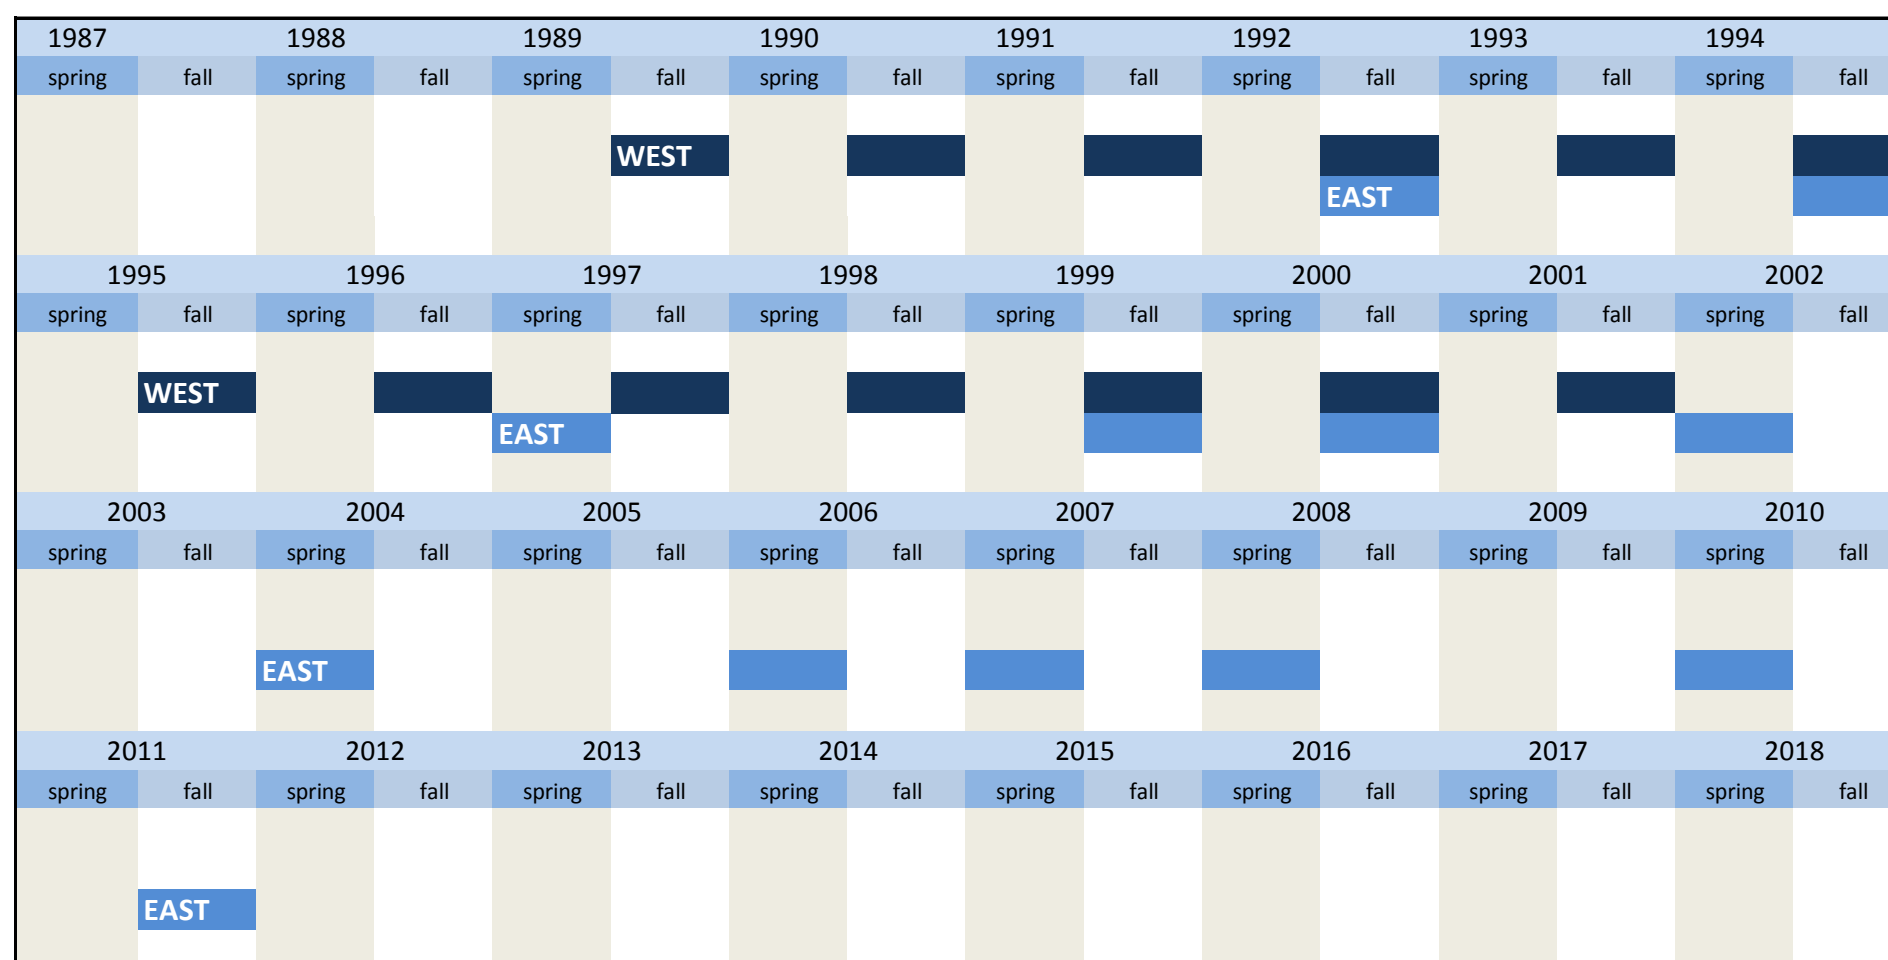 1987 1988 1989 1990 1991 1992 1993 1994
spring fall spring fall spring fall spring fall spring fall spring fall spring fall spring fall
WEST
EAST
1995 1996 1997 1998 1999 2000 2001 2002
spring fall spring fall spring fall spring fall spring fall spring fall spring fall spring fall
WEST
EAST
2003 2004 2005 2006 2007 2008 2009 2010
spring fall spring fall spring fall spring fall spring fall spring fall spring fall spring fall
EAST
2011 2012 2013 2014 2015 2016 2017 2018
spring fall spring fall spring fall spring fall spring fall spring fall spring fall spring fall
EAST